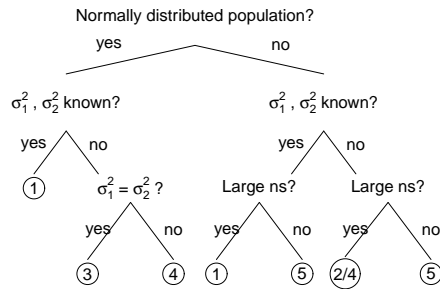 Normally distributed population?
yes no
σ₁² , σ₂² known? σ₁² , σ₂² known?
yes no yes no
1 σ₁² = σ₂² ? Large ns? Large ns?
yes no yes no yes no
3 4 1 5 2/4 5